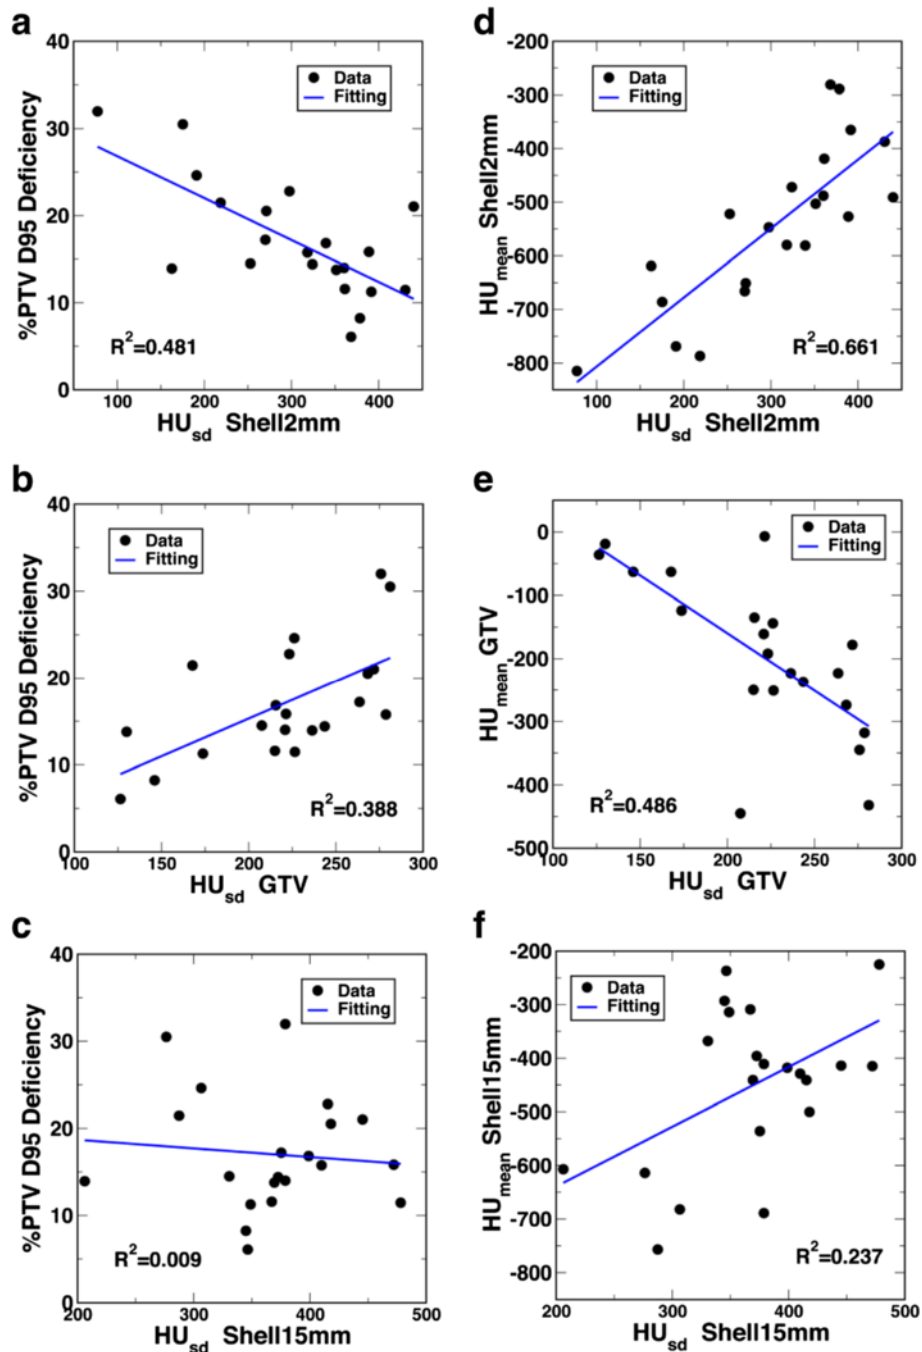 a
40
30
20
10
0
%PTV D95 Deficiency
Data
Fitting
R²=0.481
100 200 300 400
HUsd Shell2mm
d
-200
-300
-400
-500
-600
-700
-800
HUmean Shell2mm
Data
Fitting
R²=0.661
100 200 300 400
HUsd Shell2mm
b
40
30
20
10
0
%PTV D95 Deficiency
Data
Fitting
R²=0.388
100 150 200 250 300
HUsd GTV
e
0
-100
-200
-300
-400
-500
HUmean GTV
Data
Fitting
R²=0.486
100 150 200 250 300
HUsd GTV
c
40
30
20
10
0
%PTV D95 Deficiency
Data
Fitting
R²=0.009
200 300 400 500
HUsd Shell15mm
f
-200
-300
-400
-500
-600
-700
-800
HUmean Shell15mm
Data
Fitting
R²=0.237
200 300 400 500
HUsd Shell15mm